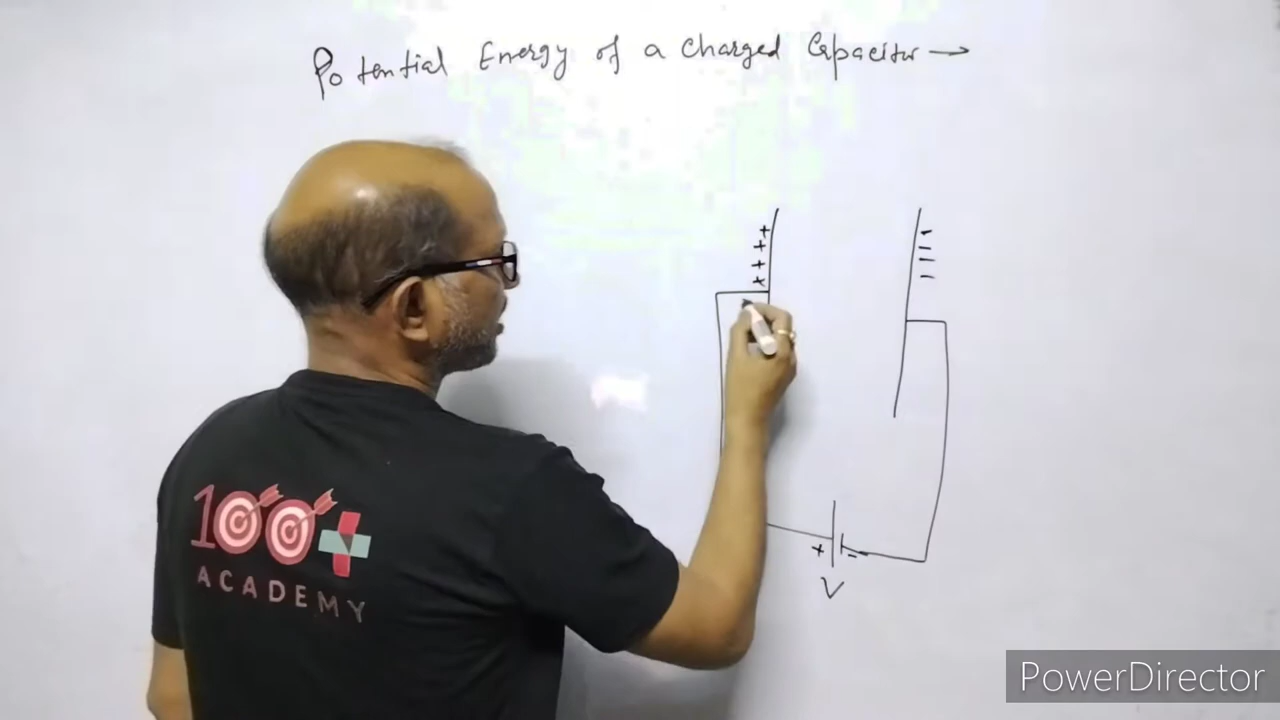 Potential Energy of a Charged Capacitor →
+
+
+
+
-
-
-
-
+ -
V
100+
ACADEMY
PowerDirector